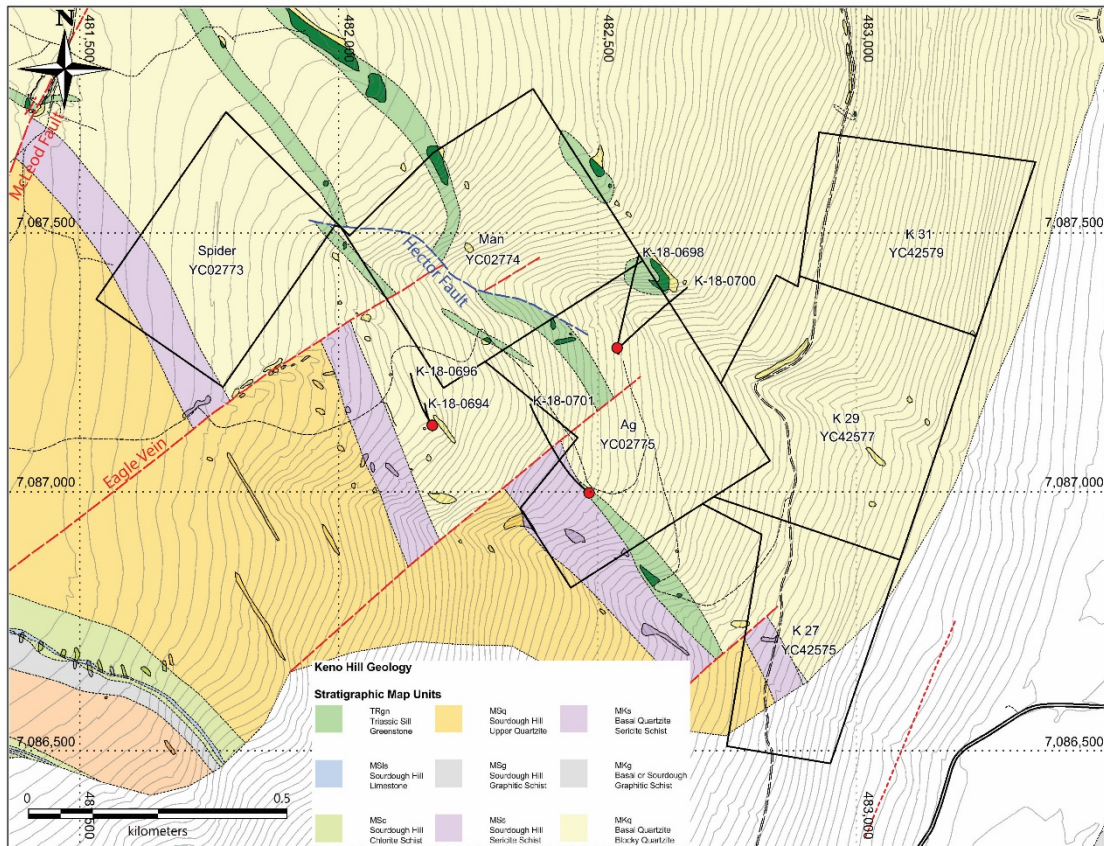 N
481,500
482,000
482,500
483,000
McLeod Fault
7,087,500
7,087,500
Spider
YC02773
Man
YC02774
Hector Fault
K-18-0698
K-18-0700
K 31
YC42579
K-18-0696
K-18-0694
K-18-0701
Ag
YC02775
K 29
YC42577
Eagle Vein
7,087,000
7,087,000
K 27
YC42575
Keno Hill Geology
Stratigraphic Map Units
TRgn
Triassic Sill
Greenstone
MSq
Sourdough Hill
Upper Quartzite
MKs
Basal Quartzite
Sericite Schist
MSls
Sourdough Hill
Limestone
MSg
Sourdough Hill
Graphitic Schist
MKg
Basal or Sourdough
Graphitic Schist
MSc
Sourdough Hill
Chlorite Schist
MSs
Sourdough Hill
Sericite Schist
MKq
Basal Quartzite
Blocky Quartzite
7,086,500
7,086,500
0
0.5
kilometers
483,000